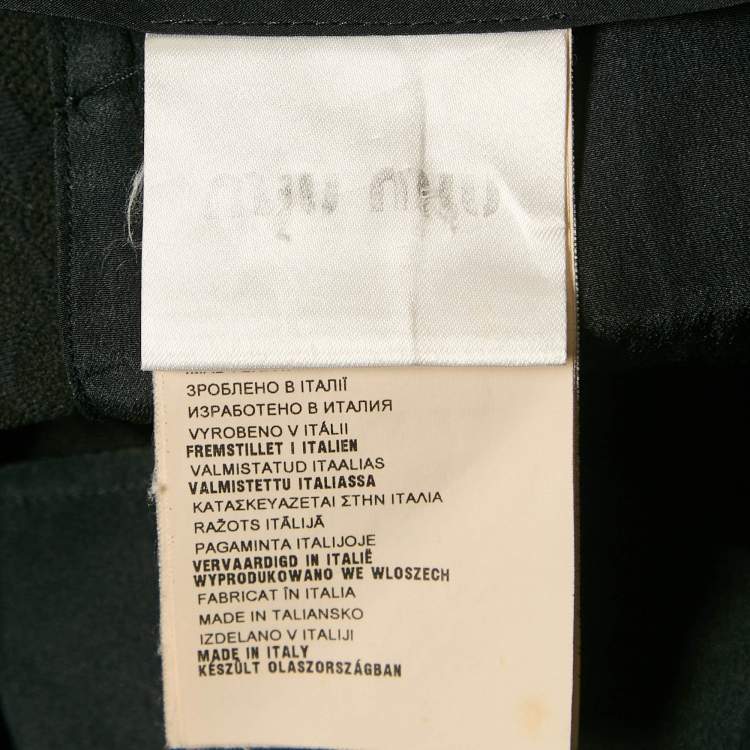 ЗРОБЛЕНО В ІТАЛІЇ
ИЗРАБОТЕНО В ИТАЛИЯ
VYROBENO V ITÁLII
FREMSTILLET I ITALIEN
VALMISTATUD ITAALIAS
VALMISTETTU ITALIASSA
ΚΑΤΑΣΚΕΥΑΖΕΤΑΙ ΣΤΗΝ ΙΤΑΛΙΑ
RAŽOTS ITĀLIJĀ
PAGAMINTA ITALIJOJE
VERVAARDIGD IN ITALIË
WYPRODUKOWANO WE WLOSZECH
FABRICAT ÎN ITALIA
MADE IN TALIANSKO
IZDELANO V ITALIJI
MADE IN ITALY
KÉSZÜLT OLASZORSZÁGBAN